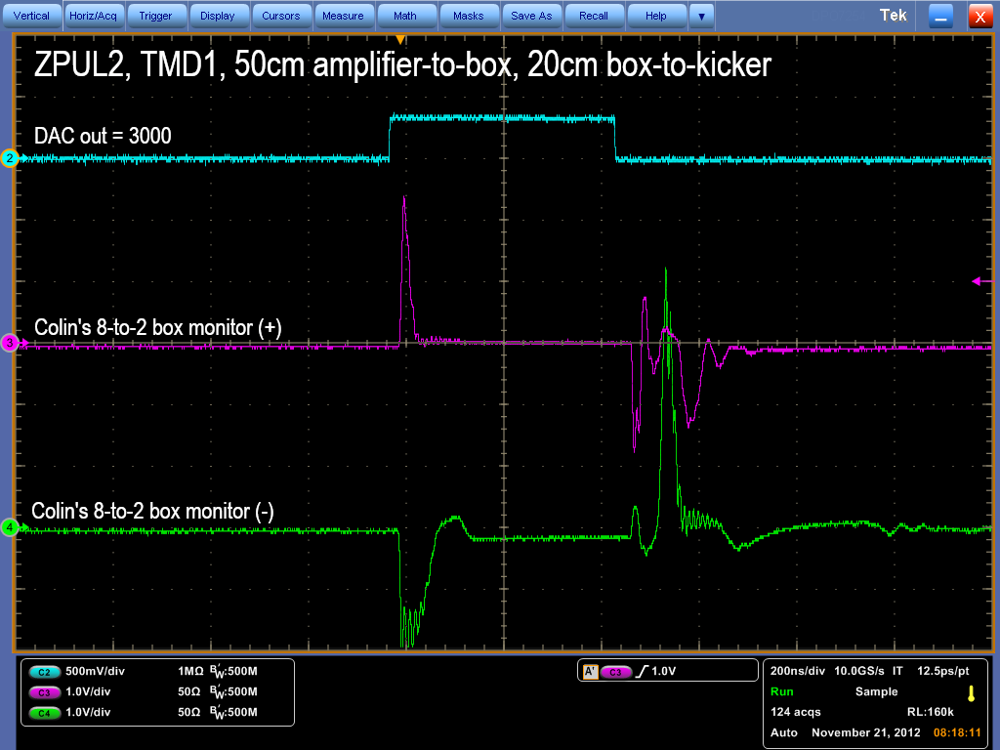 Vertical Horiz/Acq Trigger Display Cursors Measure Math Masks Save As Recall Help Tek X
ZPUL2, TMD1, 50cm amplifier-to-box, 20cm box-to-kicker
DAC out = 3000
2
Colin's 8-to-2 box monitor (+)
3
Colin's 8-to-2 box monitor (-)
4
C2 500mV/div 1MΩ BW:500M
C3 1.0V/div 50Ω BW:500M
C4 1.0V/div 50Ω BW:500M
A' C3 1.0V
200ns/div 10.0GS/s IT 12.5ps/pt
Run Sample
124 acqs RL:160k
Auto November 21, 2012 08:18:11